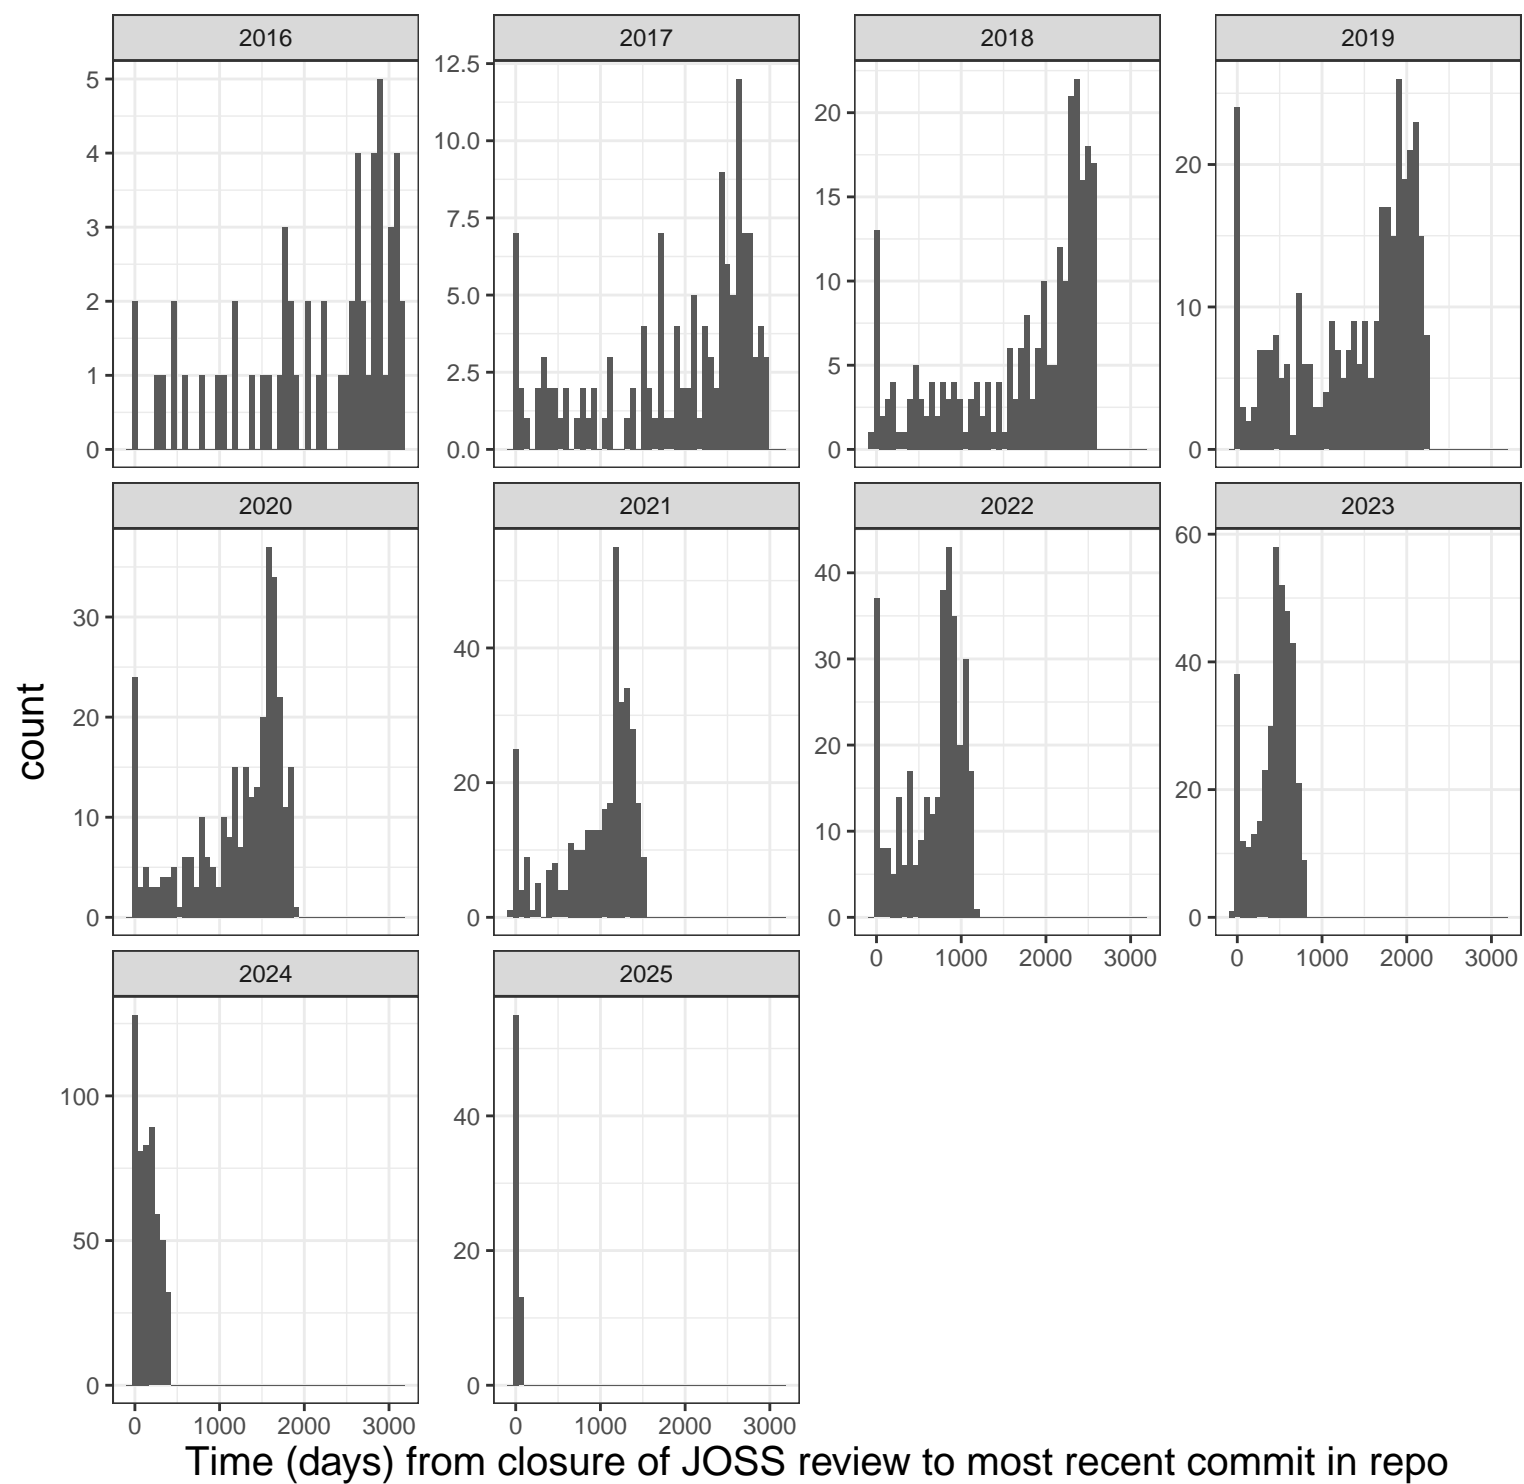 2016 2017 2018 2019
5 4 3 2 1 0
12.5 10.0 7.5 5.0 2.5 0.0
20 15 10 5 0
20 10 0
2020 2021 2022 2023
30 20 10 0
40 20 0
40 30 20 10 0
60 40 20 0
0 1000 2000 3000
0 1000 2000 3000
count
2024 2025
100 50 0
40 20 0
0 1000 2000 3000
0 1000 2000 3000
Time (days) from closure of JOSS review to most recent commit in repo